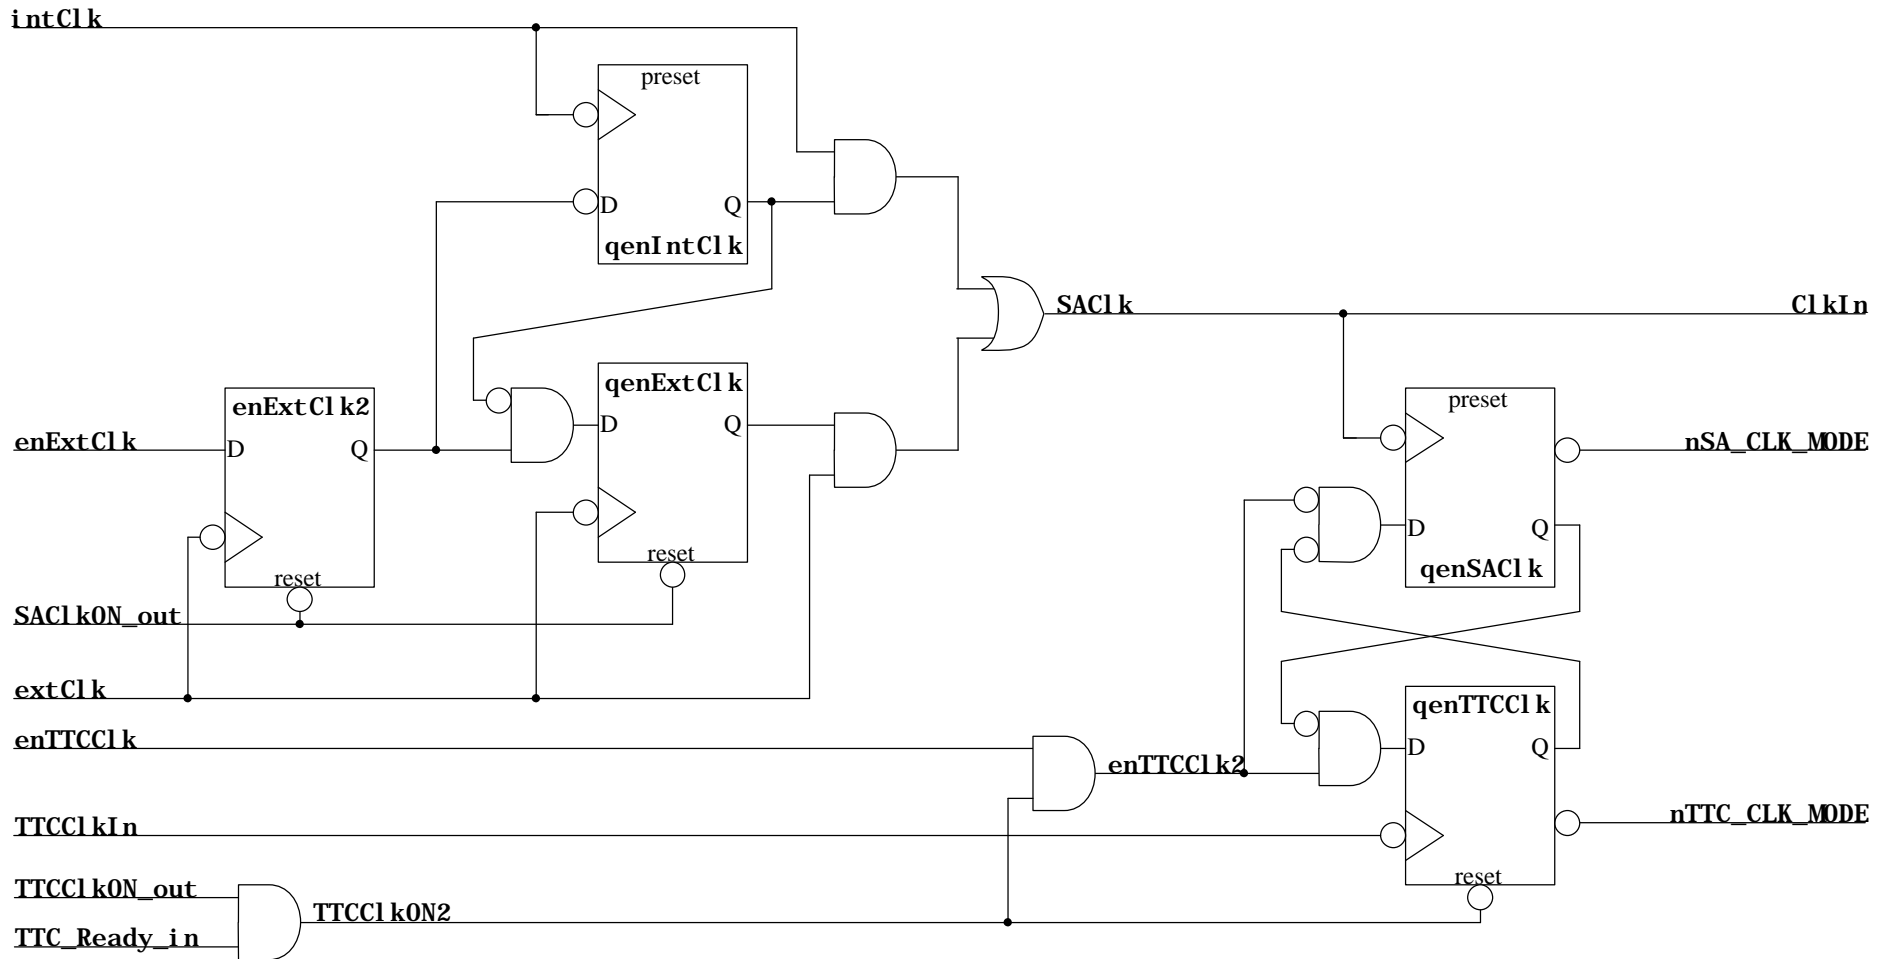 intClk
preset
D Q
qenIntClk
SAClk
ClkIn
qenExtClk
enExtClk2
preset
D Q
enExtClk
D Q
nSA_CLK_MODE
reset
D Q
reset
qenSAClk
SAClkON_out
extClk
qenTTCClk
enTTCClk
D Q
enTTCClk2
TTCClkIn
nTTC_CLK_MODE
reset
TTCClkON_out
TTCClkON2
TTC_Ready_in